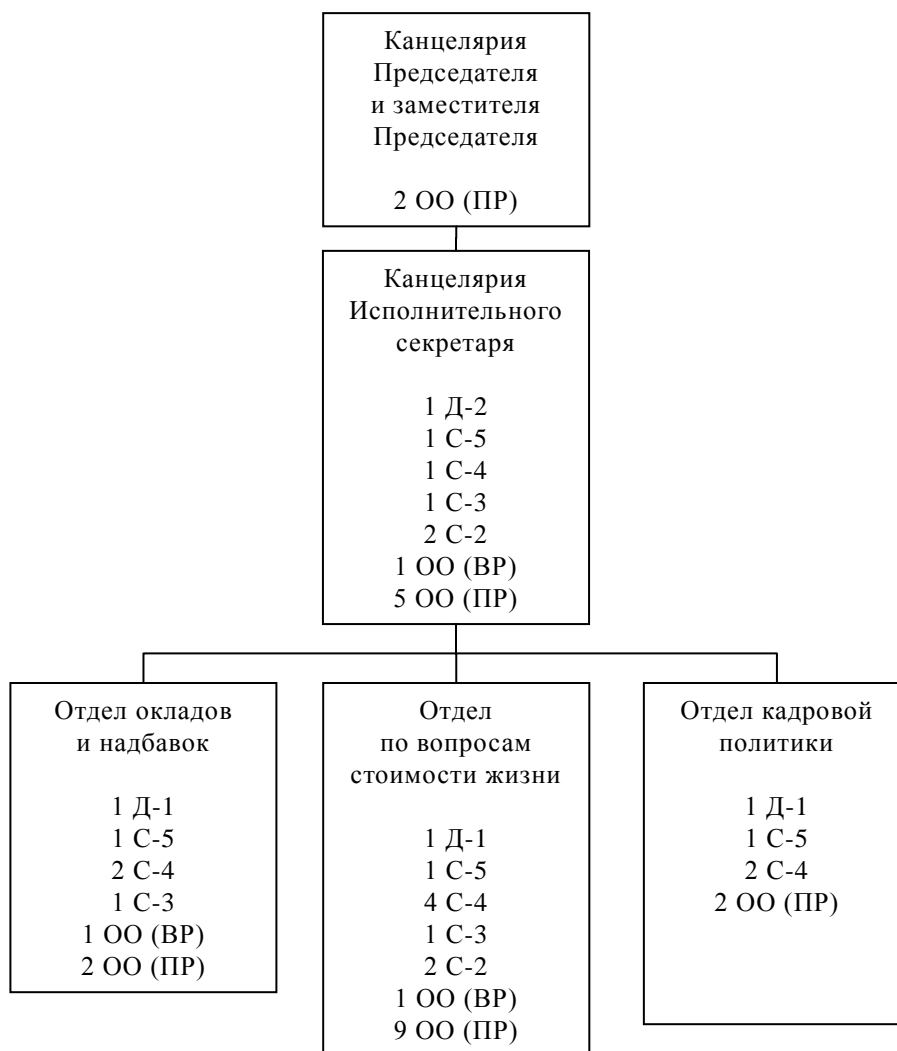 Канцелярия
Председателя
и заместителя
Председателя
2 ОО (ПР)
Канцелярия
Исполнительного
секретаря
1 Д-2
1 С-5
1 С-4
1 С-3
2 С-2
1 ОО (ВР)
5 ОО (ПР)
Отдел окладов
и надбавок
1 Д-1
1 С-5
2 С-4
1 С-3
1 ОО (ВР)
2 ОО (ПР)
Отдел
по вопросам
стоимости жизни
1 Д-1
1 С-5
4 С-4
1 С-3
2 С-2
1 ОО (ВР)
9 ОО (ПР)
Отдел кадровой
политики
1 Д-1
1 С-5
2 С-4
2 ОО (ПР)